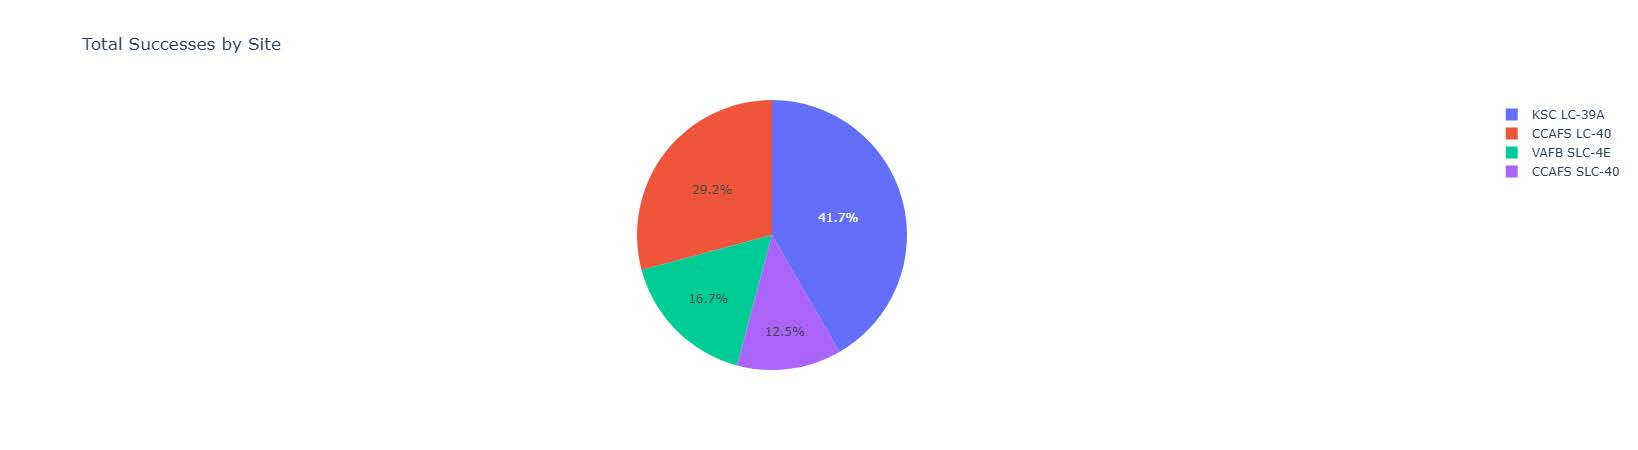 Total Successes by Site
KSC LC-39A
CCAFS LC-40
VAFB SLC-4E
CCAFS SLC-40
29.2%
41.7%
16.7%
12.5%